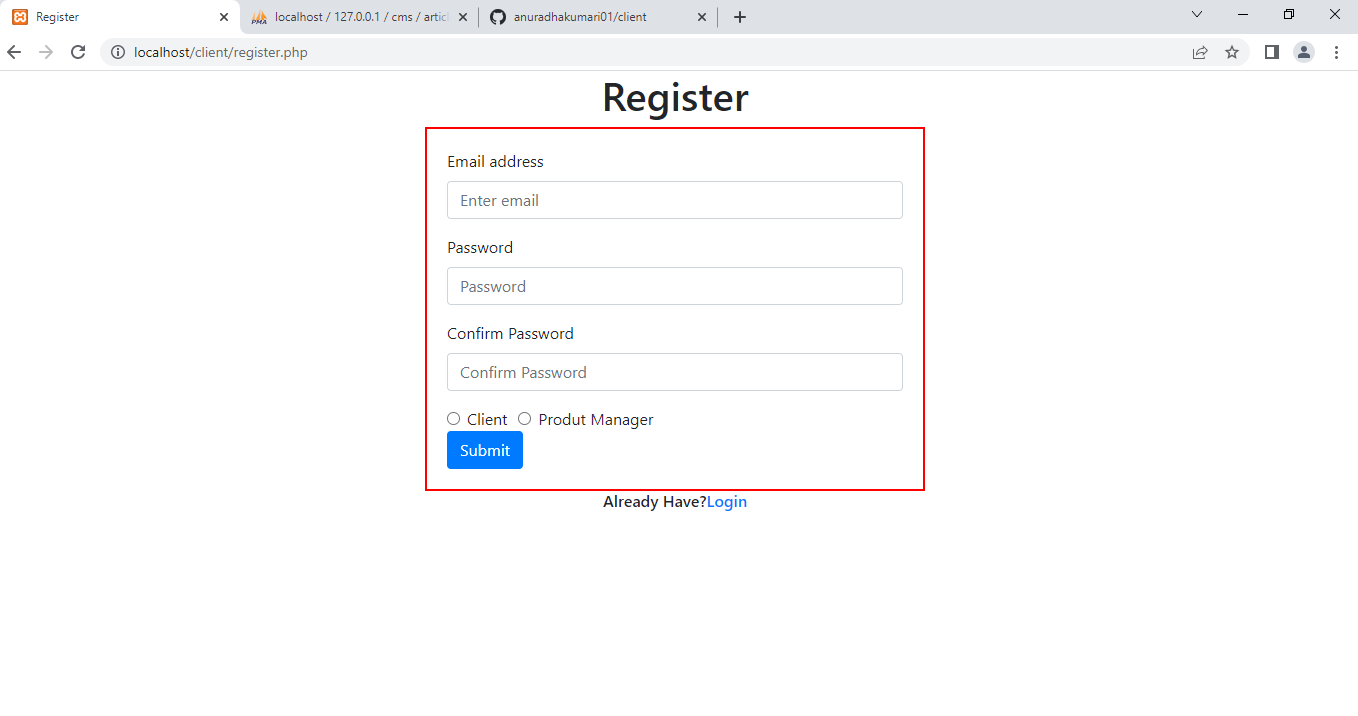 Register
localhost / 127.0.0.1 / cms / artic
anuradhakumari01/client
localhost/client/register.php
Register
Email address
Enter email
Password
Password
Confirm Password
Confirm Password
Client Produt Manager
Submit
Already Have?Login